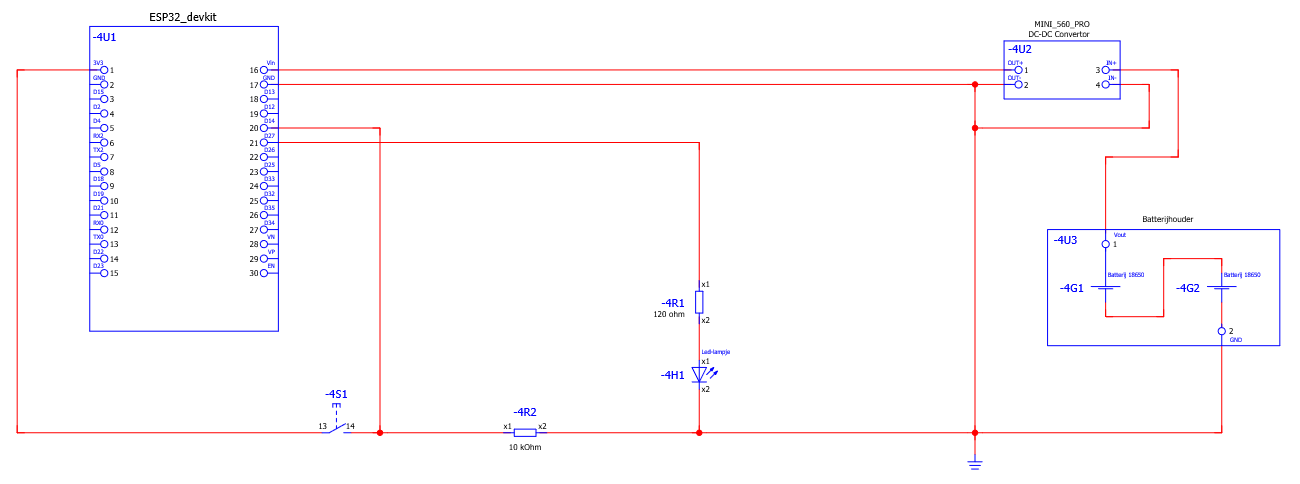 ESP32_devkit
-4U1
3V3 1 16 Vin
GND 2 17 GND
D15 3 18 D13
D2 4 19 D12
D4 5 20 D14
RX2 6 21 D27
TX2 7 22 D26
D5 8 23 D25
D18 9 24 D33
D19 10 25 D32
D21 11 26 D35
RX0 12 27 D34
TX0 13 28 VN
D22 14 29 VP
D23 15 30 EN
MINI_560_PRO
DC-DC Convertor
-4U2
OUT+ IN+
1 3
OUT- IN-
2 4
Batterijhouder
-4U3
Vout
1
Batterij 18650
-4G1
Batterij 18650
-4G2
2
GND
x1
-4R1
120 ohm
x2
Led-lampje
x1
-4H1
x2
-4S1
13 14
-4R2
x1 x2
10 kOhm